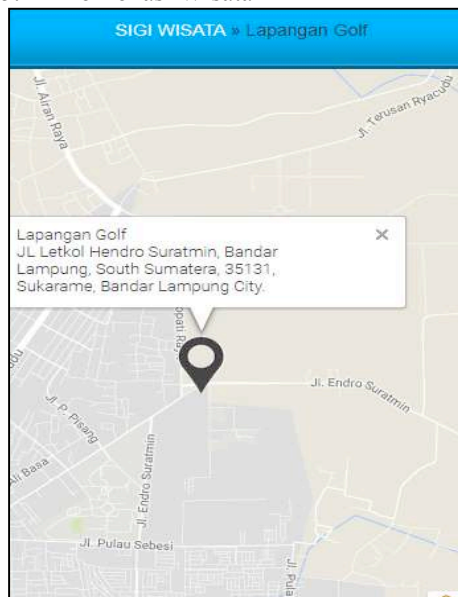 SIGI WISATA » Lapangan Golf
Jl. Airan Raya
Jl. Terusan Ryacudu
Lapangan Golf
JL Letkol Hendro Suratmin, Bandar
Lampung, South Sumatera, 35131,
Sukarame, Bandar Lampung City.
×
Jl. Endro Suratmin
Jl. P. Pisang
Jl. Endro Suratmin
Jl. Pulau Sebesi